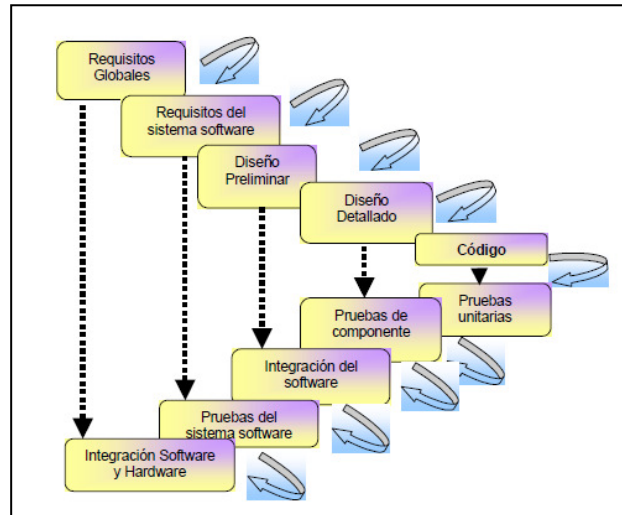 Requisitos
Globales
Requisitos del
sistema software
Diseño
Preliminar
Diseño
Detallado
Código
Pruebas
unitarias
Pruebas de
componente
Integración del
software
Pruebas del
sistema software
Integración Software
y Hardware